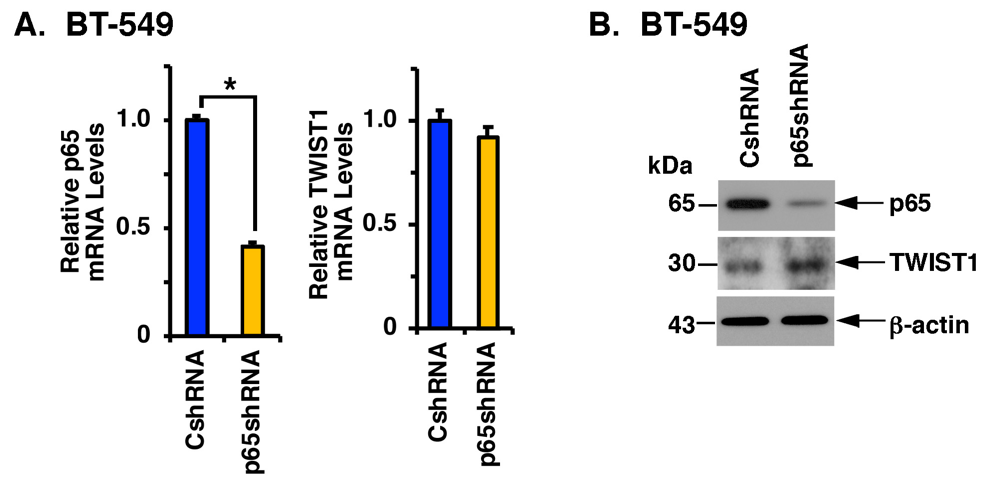 A. BT-549
Relative p65
mRNA Levels
1.0
0.5
0
*
CshRNA
p65shRNA
Relative TWIST1
mRNA Levels
1.0
0.5
0
CshRNA
p65shRNA
B. BT-549
CshRNA
p65shRNA
kDa
65
p65
30
TWIST1
43
β-actin